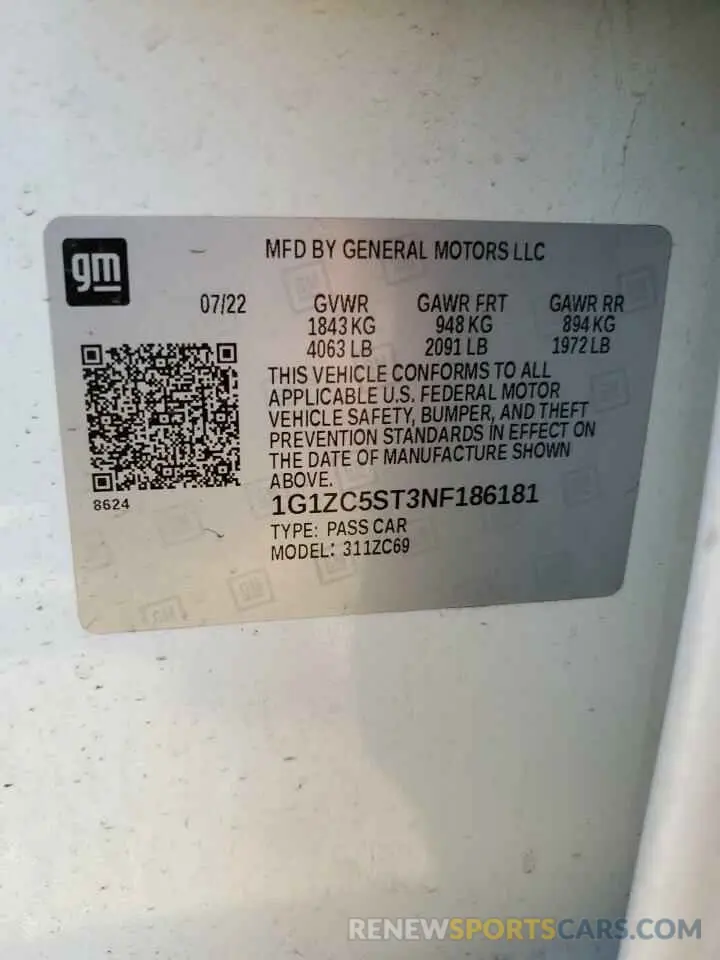 gm
MFD BY GENERAL MOTORS LLC
07/22 GVWR GAWR FRT GAWR RR
1843 KG 948 KG 894 KG
4063 LB 2091 LB 1972 LB
THIS VEHICLE CONFORMS TO ALL
APPLICABLE U.S. FEDERAL MOTOR
VEHICLE SAFETY, BUMPER, AND THEFT
PREVENTION STANDARDS IN EFFECT ON
THE DATE OF MANUFACTURE SHOWN
ABOVE.
8624
1G1ZC5ST3NF186181
TYPE: PASS CAR
MODEL: 311ZC69
RENEWSPORTSCARS.COM